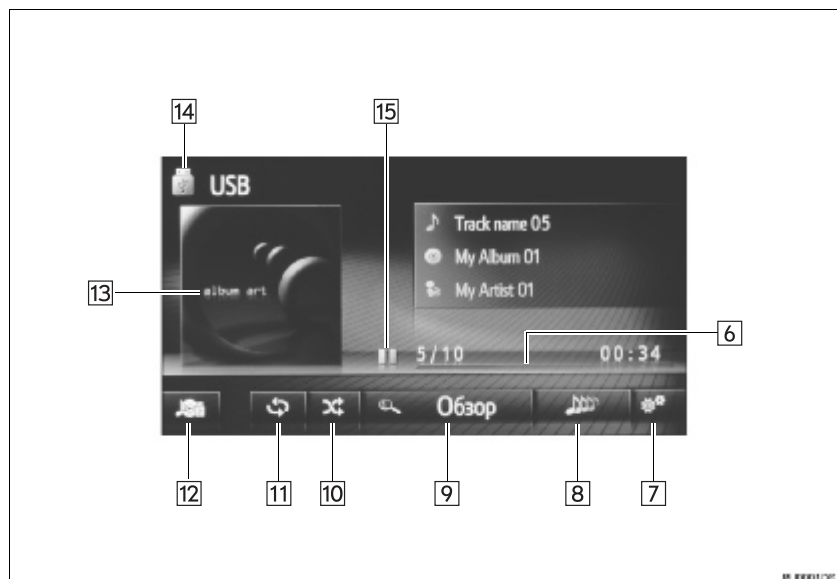 14
15
USB
Track name 05
My Album 01
album art
My Artist 01
13
6
5/10
00:34
Обзор
12
11
10
9
8
7